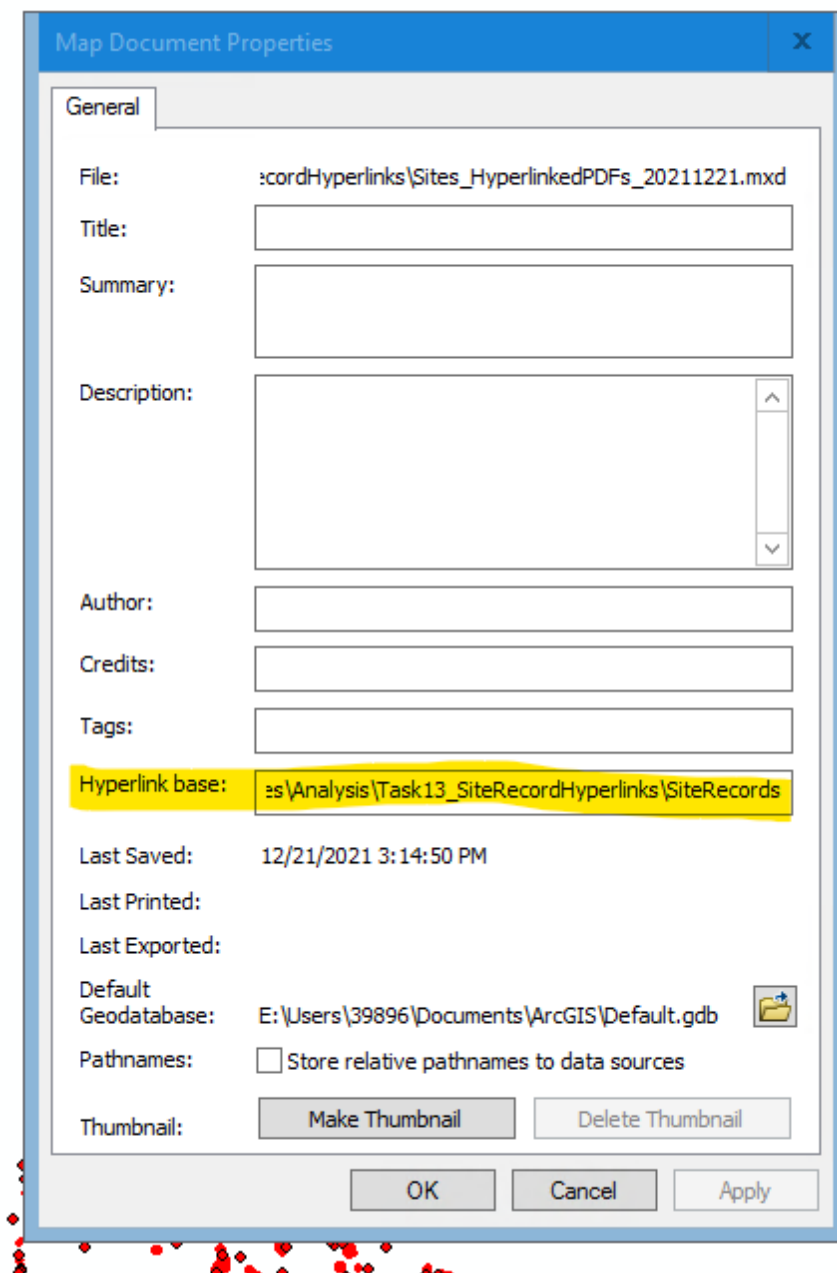 Map Document Properties
General
File: ecordHyperlinks\Sites_HyperlinkedPDFs_20211221.mxd
Title:
Summary:
Description:
Author:
Credits:
Tags:
Hyperlink base: es\Analysis\Task13_SiteRecordHyperlinks\SiteRecords
Last Saved: 12/21/2021 3:14:50 PM
Last Printed:
Last Exported:
Default
Geodatabase: E:\Users\39896\Documents\ArcGIS\Default.gdb
Pathnames: Store relative pathnames to data sources
Thumbnail: Make Thumbnail Delete Thumbnail
OK Cancel Apply